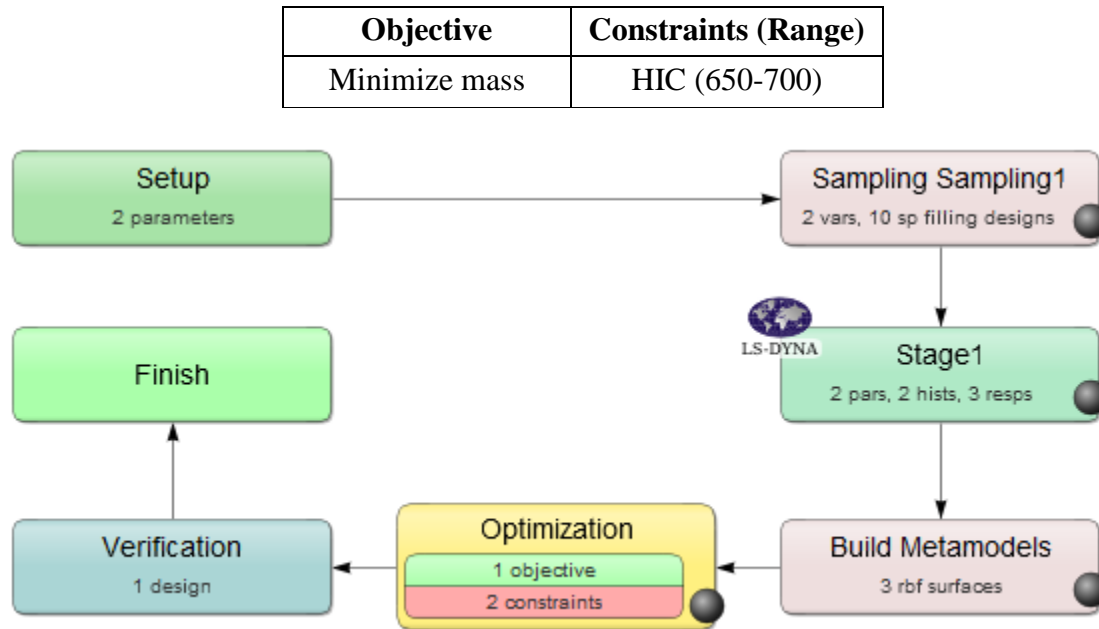 Objective Constraints (Range)
Minimize mass HIC (650-700)
Setup
2 parameters
Sampling Sampling1
2 vars, 10 sp filling designs
LS-DYNA
Stage1
2 pars, 2 hists, 3 resps
Finish
Build Metamodels
3 rbf surfaces
Optimization
1 objective
2 constraints
Verification
1 design